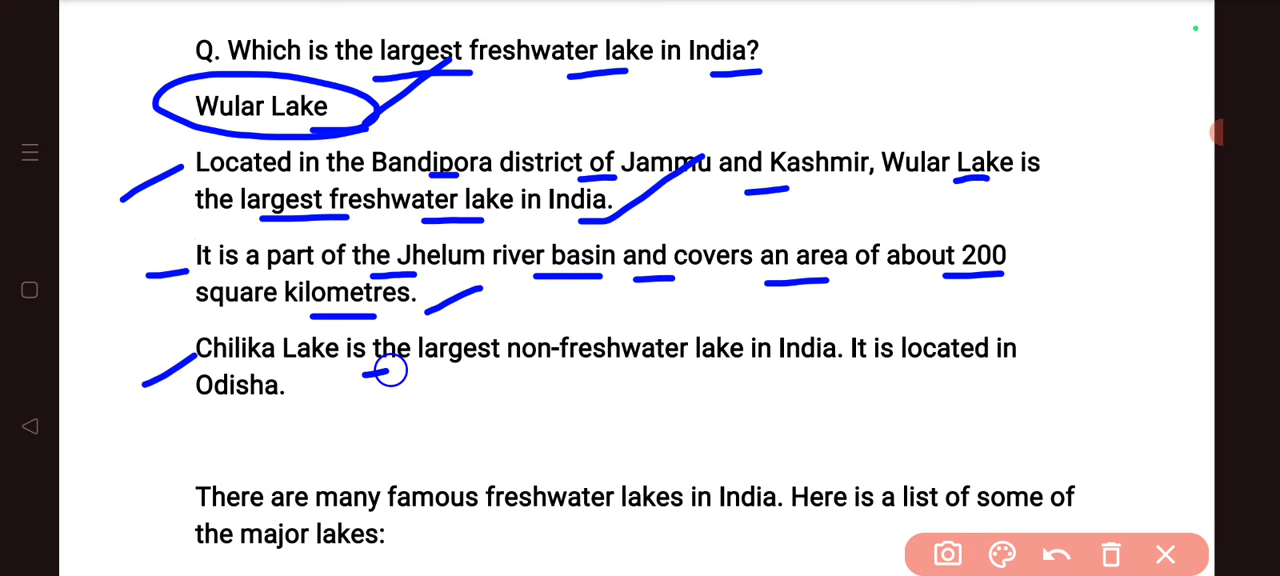 Q. Which is the largest freshwater lake in India?
Wular Lake
Located in the Bandipora district of Jammu and Kashmir, Wular Lake is
the largest freshwater lake in India.
It is a part of the Jhelum river basin and covers an area of about 200
square kilometres.
Chilika Lake is the largest non-freshwater lake in India. It is located in
Odisha.
There are many famous freshwater lakes in India. Here is a list of some of
the major lakes: